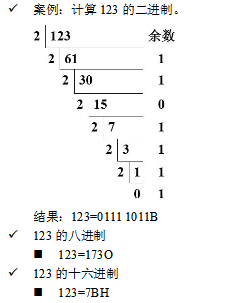 ✓ 案例：计算 123 的二进制。
2 123 余数
2 61 1
2 30 1
2 15 0
2 7 1
2 3 1
2 1 1
0 1
结果：123=0111 1011B
✓ 123 的八进制
■ 123=173O
✓ 123 的十六进制
■ 123=7BH